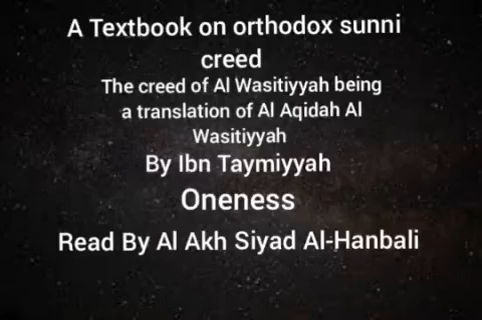 A Textbook on orthodox sunni
creed
The creed of Al Wasitiyyah being
a translation of Al Aqidah Al
Wasitiyyah
By Ibn Taymiyyah
Oneness
Read By Al Akh Siyad Al-Hanbali